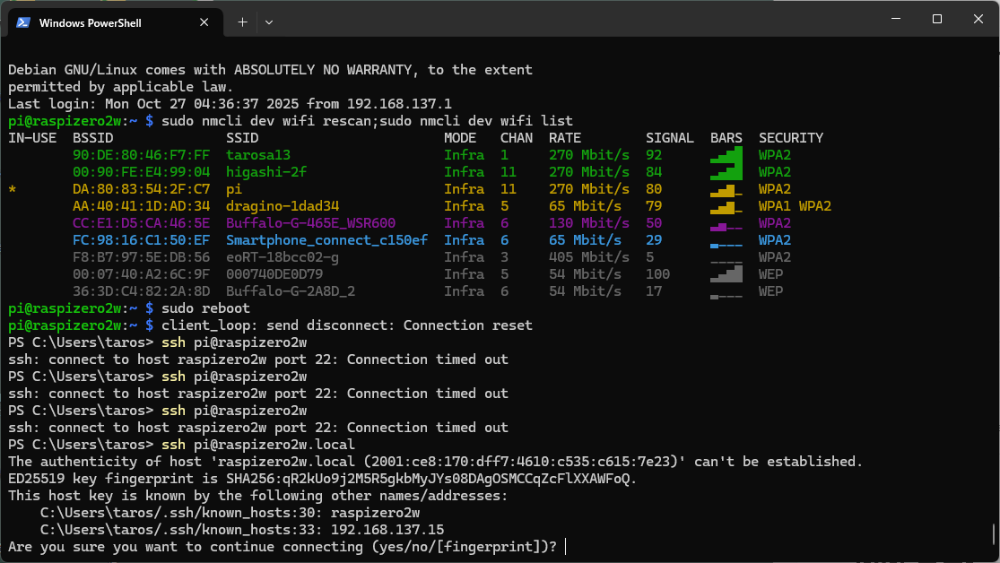 Windows PowerShell
Debian GNU/Linux comes with ABSOLUTELY NO WARRANTY, to the extent
permitted by applicable law.
Last login: Mon Oct 27 04:36:37 2025 from 192.168.137.1
pi@raspizero2w:~ $ sudo nmcli dev wifi rescan;sudo nmcli dev wifi list
IN-USE  BSSID              SSID                       MODE   CHAN  RATE        SIGNAL  BARS  SECURITY
90:DE:80:46:F7:FF  tarosa13                   Infra  1     270 Mbit/s  92            WPA2
00:90:FE:E4:99:04  higashi-2f                 Infra  11    270 Mbit/s  84            WPA2
*       DA:80:83:54:2F:C7  pi                         Infra  11    270 Mbit/s  80            WPA2
AA:40:41:1D:AD:34  dragino-1dad34             Infra  5     65 Mbit/s   79            WPA1 WPA2
CC:E1:D5:CA:46:5E  Buffalo-G-465E_WSR600      Infra  6     130 Mbit/s  50            WPA2
FC:98:16:C1:50:EF  Smartphone_connect_c150ef  Infra  6     65 Mbit/s   29            WPA2
F8:B7:97:5E:DB:56  eoRT-18bcc02-g             Infra  3     405 Mbit/s  5             WPA2
00:07:40:A2:6C:9F  000740DE0D79               Infra  5     54 Mbit/s   100           WEP
36:3D:C4:82:2A:8D  Buffalo-G-2A8D_2           Infra  6     54 Mbit/s   17            WEP
pi@raspizero2w:~ $ sudo reboot
pi@raspizero2w:~ $ client_loop: send disconnect: Connection reset
PS C:\Users\taros> ssh pi@raspizero2w
ssh: connect to host raspizero2w port 22: Connection timed out
PS C:\Users\taros> ssh pi@raspizero2w
ssh: connect to host raspizero2w port 22: Connection timed out
PS C:\Users\taros> ssh pi@raspizero2w
ssh: connect to host raspizero2w port 22: Connection timed out
PS C:\Users\taros> ssh pi@raspizero2w.local
The authenticity of host 'raspizero2w.local (2001:ce8:170:dff7:4610:c535:c615:7e23)' can't be established.
ED25519 key fingerprint is SHA256:qR2kUo9j2M5R5gkbMyJYs08DAgOSMCCqZcFlXXAWFoQ.
This host key is known by the following other names/addresses:
    C:\Users\taros/.ssh/known_hosts:30: raspizero2w
    C:\Users\taros/.ssh/known_hosts:33: 192.168.137.15
Are you sure you want to continue connecting (yes/no/[fingerprint])?